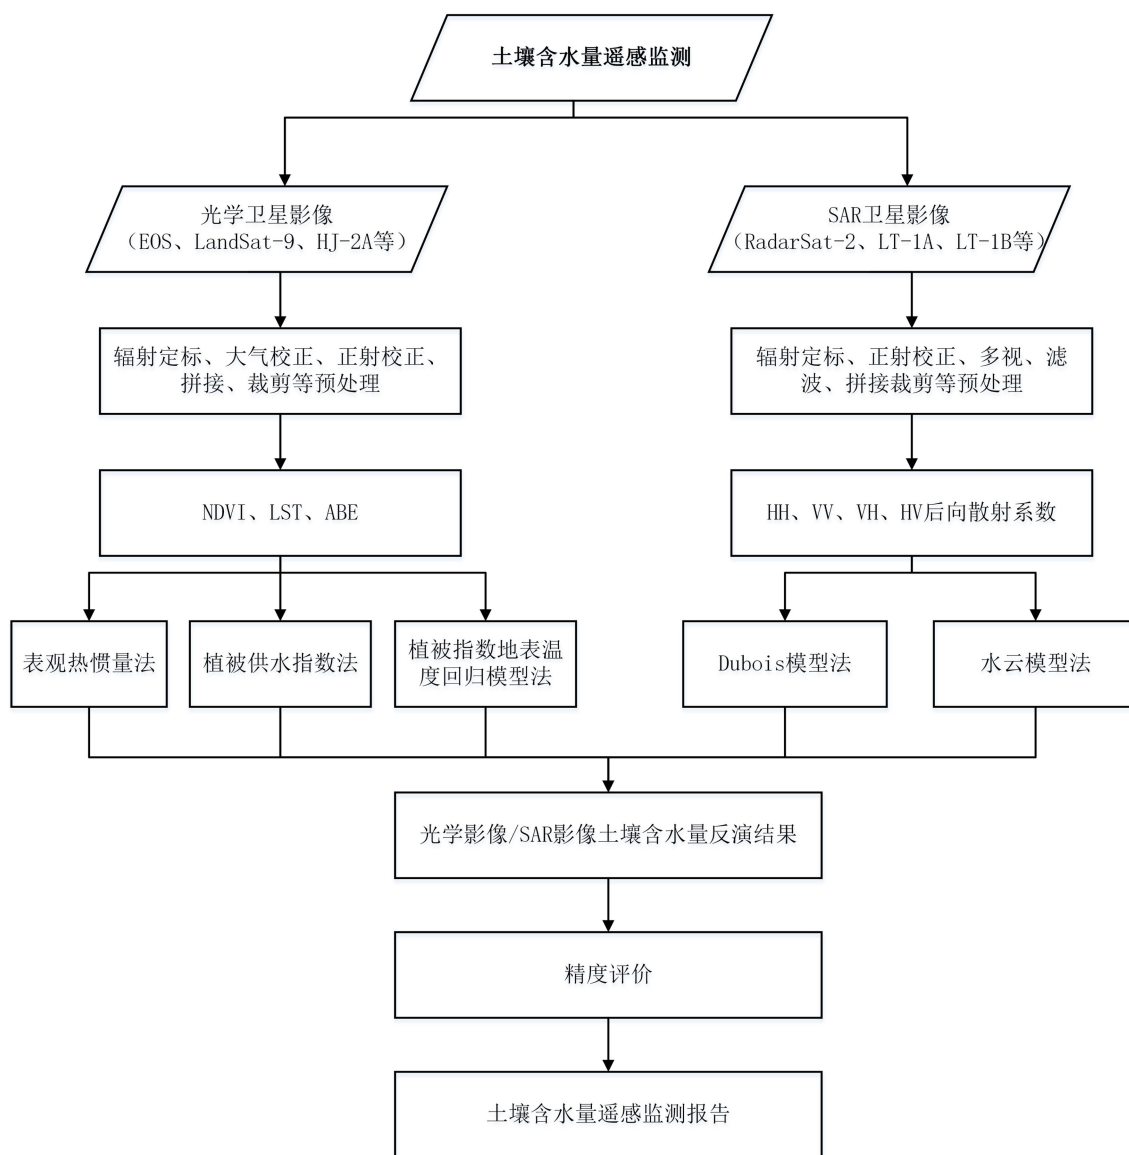 土壤含水量遥感监测
光学卫星影像
（EOS、LandSat-9、HJ-2A等）
SAR卫星影像
（RadarSat-2、LT-1A、LT-1B等）
辐射定标、大气校正、正射校正、
拼接、裁剪等预处理
辐射定标、正射校正、多视、滤
波、拼接裁剪等预处理
NDVI、LST、ABE
HH、VV、VH、HV后向散射系数
表观热惯量法
植被供水指数法
植被指数地表温
度回归模型法
Dubois模型法
水云模型法
光学影像/SAR影像土壤含水量反演结果
精度评价
土壤含水量遥感监测报告